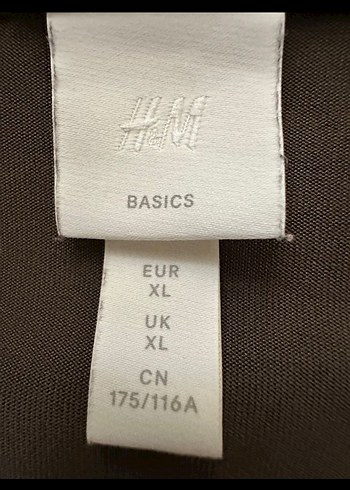 H&M
BASICS
EUR
XL
UK
XL
CN
175/116A